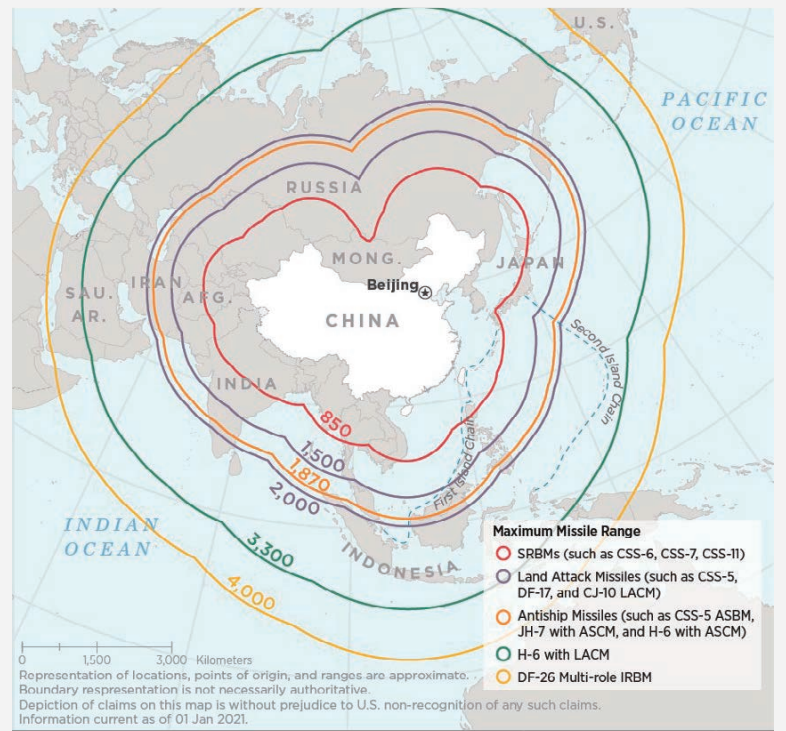 U.S.
PACIFIC
OCEAN
RUSSIA
MONG.
Beijing
JAPAN
IRAN
AFG.
SAU.
AR.
CHINA
Second Island Chain
INDIA
850
1,500
1,870
2,000
First Island Chain
3,300
4,000
INDIAN
OCEAN
INDONESIA
Maximum Missile Range
SRBMs (such as CSS-6, CSS-7, CSS-11)
Land Attack Missiles (such as CSS-5,
DF-17, and CJ-10 LACM)
Antiship Missiles (such as CSS-5 ASBM,
JH-7 with ASCM, and H-6 with ASCM)
H-6 with LACM
DF-26 Multi-role IRBM
0 1,500 3,000 Kilometers
Representation of locations, points of origin, and ranges are approximate.
Boundary respresentation is not necessarily authoritative.
Depiction of claims on this map is without prejudice to U.S. non-recognition of any such claims.
Information current as of 01 Jan 2021.